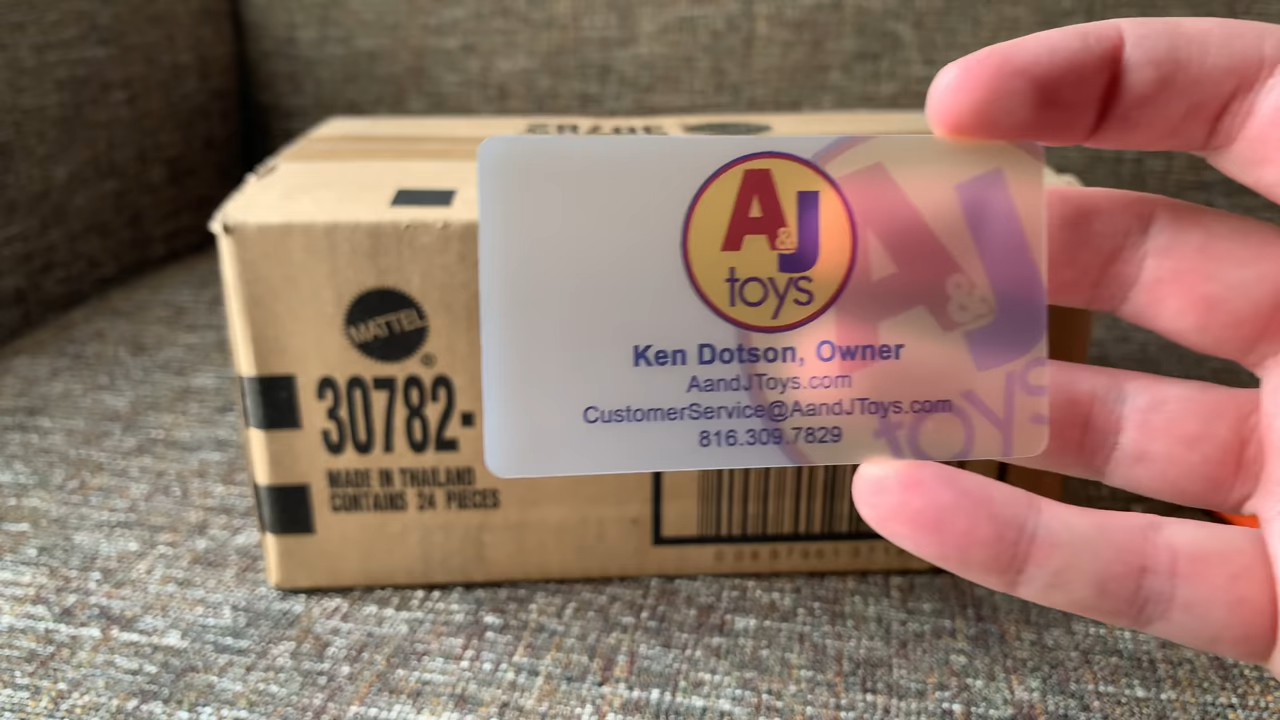 MATTEL
®
30782-
MADE IN THAILAND
CONTAINS 24 PIECES
A&J
toys
Ken Dotson, Owner
AandJToys.com
CustomerService@AandJToys.com
816.309.7829
A&J
toys